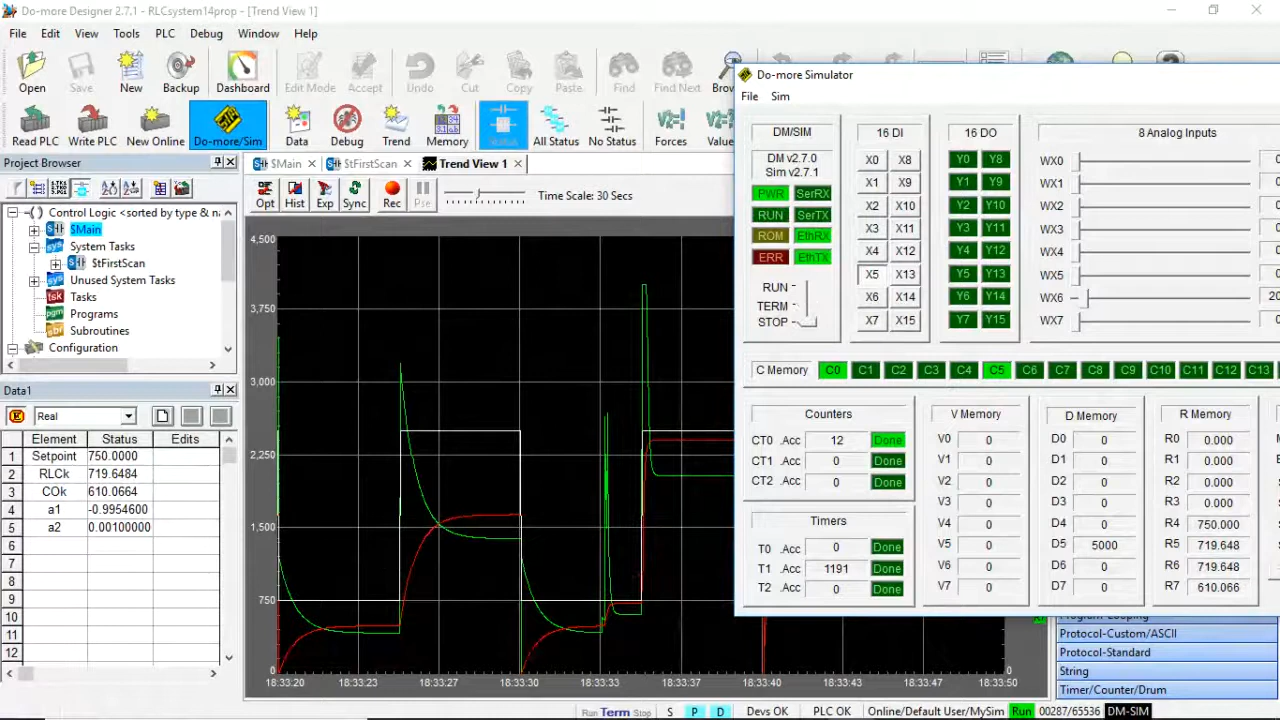 Do-more Designer 2.7.1 - RLCsystem14prop - [Trend View 1]
File Edit View Tools PLC Debug Window Help
Open Save New Backup Dashboard Edit Mode Accept Undo Cut Copy Paste Find Find Next
Read PLC Write PLC New Online Do-more/Sim Data Debug Trend Memory All Status No Status Forces
Project Browser
$Main $tFirstScan Trend View 1
Opt Hist Exp Sync Rec Pse Time Scale: 30 Secs
Control Logic <sorted by type & na
$Main
System Tasks
$tFirstScan
Unused System Tasks
Tasks
Programs
Subroutines
Configuration
Data1
Real
Element Status Edits
1 Setpoint 750.0000
2 RLCk 719.6484
3 COk 610.0664
4 a1 -0.9954600
5 a2 0.00100000
6
7
8
9
10
11
12
4,500
3,750
3,000
2,250
1,500
750
0
0
18:33:20 18:33:23 18:33:27 18:33:30 18:33:33 18:33:37 18:33:40 18:33:43 18:33:47 18:33:50
Do-more Simulator
File Sim
DM/SIM
DM v2.7.0
Sim v2.7.1
PWR SerRX
RUN SerTX
ROM EthRX
ERR EthTX
RUN
TERM
STOP
16 DI
X0 X8
X1 X9
X2 X10
X3 X11
X4 X12
X5 X13
X6 X14
X7 X15
16 DO
Y0 Y8
Y1 Y9
Y2 Y10
Y3 Y11
Y4 Y12
Y5 Y13
Y6 Y14
Y7 Y15
8 Analog Inputs
WX0
WX1
WX2
WX3
WX4
WX5
WX6
WX7
C Memory C0 C1 C2 C3 C4 C5 C6 C7 C8 C9 C10 C11 C12 C13
Counters
CT0 .Acc 12 Done
CT1 .Acc 0 Done
CT2 .Acc 0 Done
Timers
T0 .Acc 0 Done
T1 .Acc 1191 Done
T2 .Acc 0 Done
V Memory
V0 0
V1 0
V2 0
V3 0
V4 0
V5 0
V6 0
V7 0
D Memory
D0 0
D1 0
D2 0
D3 0
D4 0
D5 5000
D6 0
D7 0
R Memory
R0 0.000
R1 0.000
R2 0.000
R3 0.000
R4 750.000
R5 719.648
R6 719.648
R7 610.066
Protocol-Custom/ASCII
Protocol-Standard
String
Timer/Counter/Drum
Run Term Stop S P D Devs OK PLC OK Online/Default User/MySim Run 00287/65536 DM-SIM